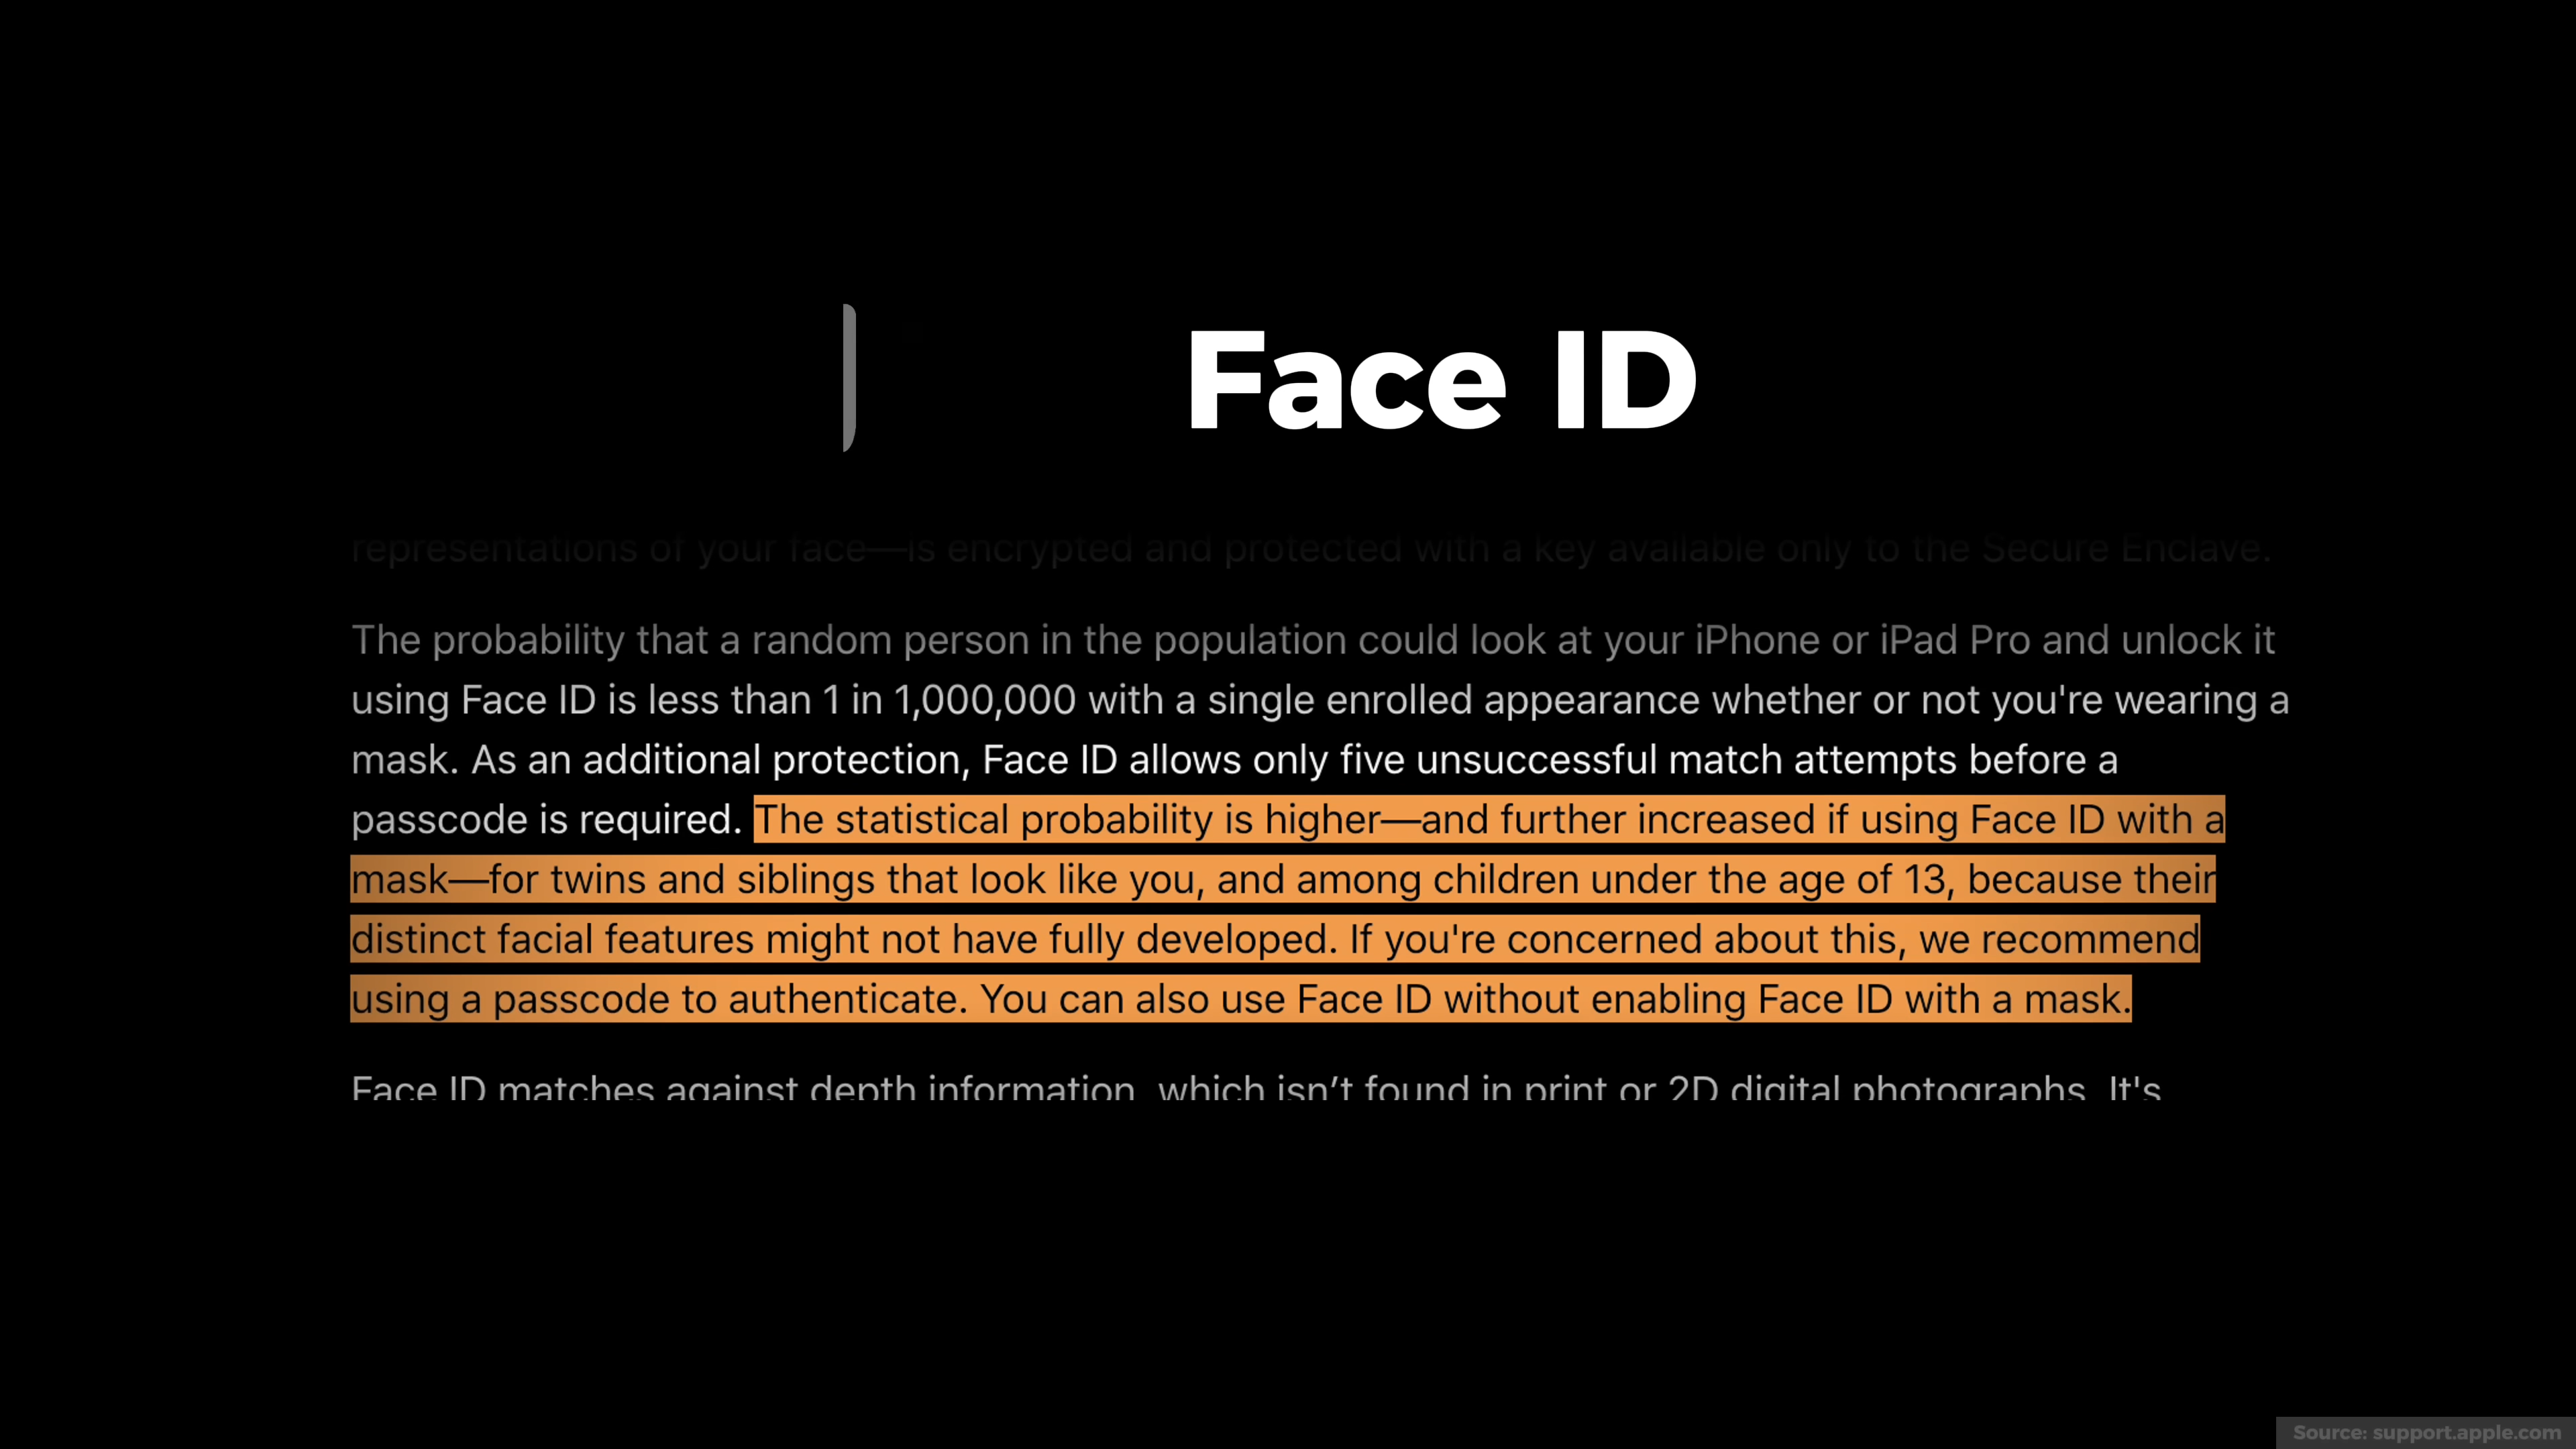 Face ID
representations of your face—is encrypted and protected with a key available only to the Secure Enclave.
The probability that a random person in the population could look at your iPhone or iPad Pro and unlock it
using Face ID is less than 1 in 1,000,000 with a single enrolled appearance whether or not you're wearing a
mask. As an additional protection, Face ID allows only five unsuccessful match attempts before a
passcode is required. The statistical probability is higher—and further increased if using Face ID with a
mask—for twins and siblings that look like you, and among children under the age of 13, because their
distinct facial features might not have fully developed. If you're concerned about this, we recommend
using a passcode to authenticate. You can also use Face ID without enabling Face ID with a mask.
Face ID matches against depth information, which isn’t found in print or 2D digital photographs. It's
Source: support.apple.com